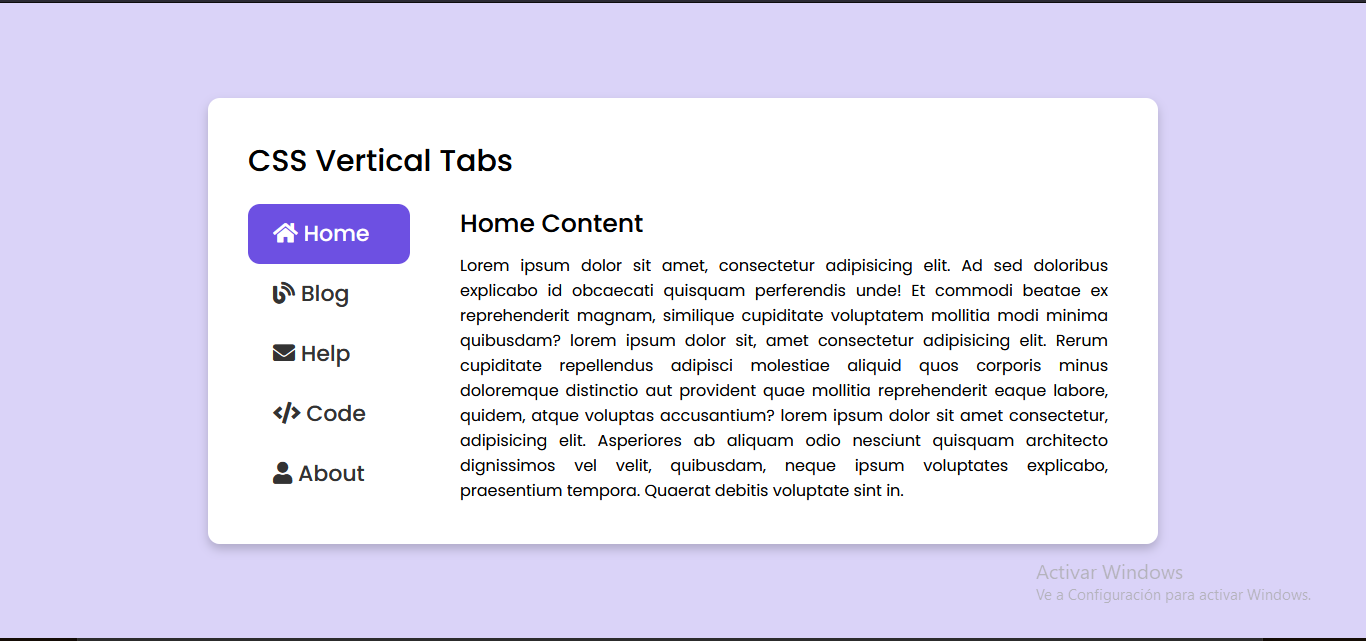 CSS Vertical Tabs
Home
Blog
Help
Code
About
Home Content
Lorem ipsum dolor sit amet, consectetur adipisicing elit. Ad sed doloribus
explicabo id obcaecati quisquam perferendis unde! Et commodi beatae ex
reprehenderit magnam, similique cupiditate voluptatem mollitia modi minima
quibusdam? lorem ipsum dolor sit, amet consectetur adipisicing elit. Rerum
cupiditate repellendus adipisci molestiae aliquid quos corporis minus
doloremque distinctio aut provident quae mollitia reprehenderit eaque labore,
quidem, atque voluptas accusantium? lorem ipsum dolor sit amet consectetur,
adipisicing elit. Asperiores ab aliquam odio nesciunt quisquam architecto
dignissimos vel velit, quibusdam, neque ipsum voluptates explicabo,
praesentium tempora. Quaerat debitis voluptate sint in.
Activar Windows
Ve a Configuración para activar Windows.